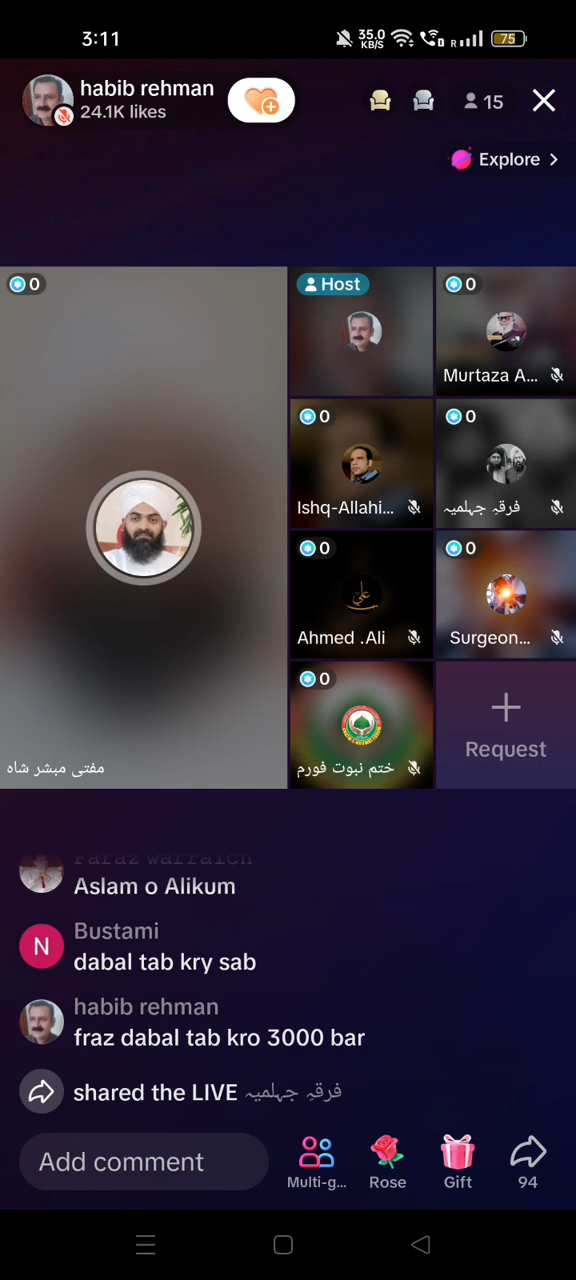 3:11
35.0
KB/S
R
75
habib rehman
24.1K likes
15
Explore
0
Host
0
Murtaza A...
0
Ishq-Allahi...
0
فرقہِ جہلمیہ
0
Ahmed .Ali
0
Surgeon...
مفتی مبشر شاہ
0
ختم نبوت فورم
Request
Faraz warraich
Aslam o Alikum
N
Bustami
dabal tab kry sab
habib rehman
fraz dabal tab kro 3000 bar
shared the LIVE فرقہِ جہلمیہ
Add comment
Multi-g...
Rose
Gift
94